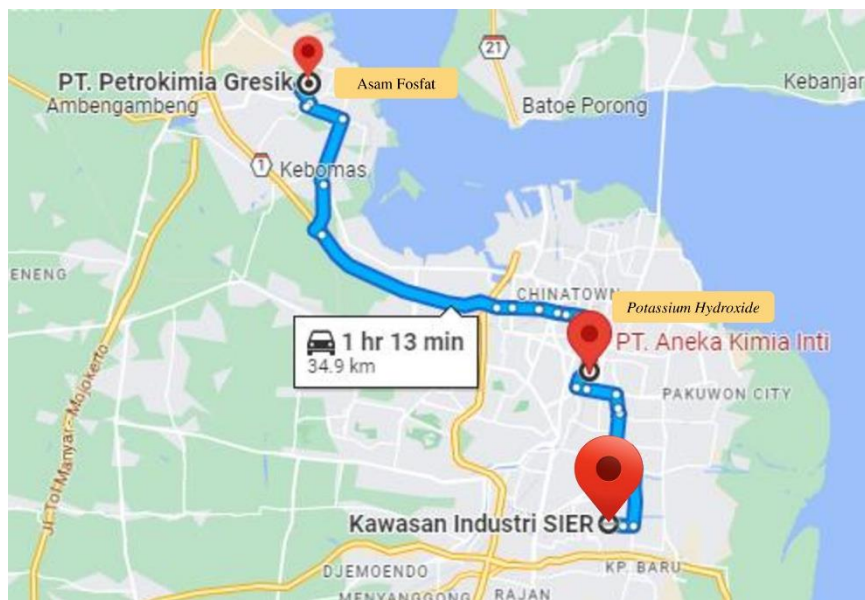 21
PT. Petrokimia Gresik
Asam Fosfat
Kebanjar
Ambengambeng
Batoe Porong
1
Kebomas
ENENG
CHINATOWN
Potassium Hydroxide
1 hr 13 min
34.9 km
PT. Aneka Kimia Inti
PAKUWON CITY
Jl. Tol Manyar - Mojokerto
Kawasan Industri SIER
DJEMOENDO
KP. BARU
MENYANGGONG
RAJAN